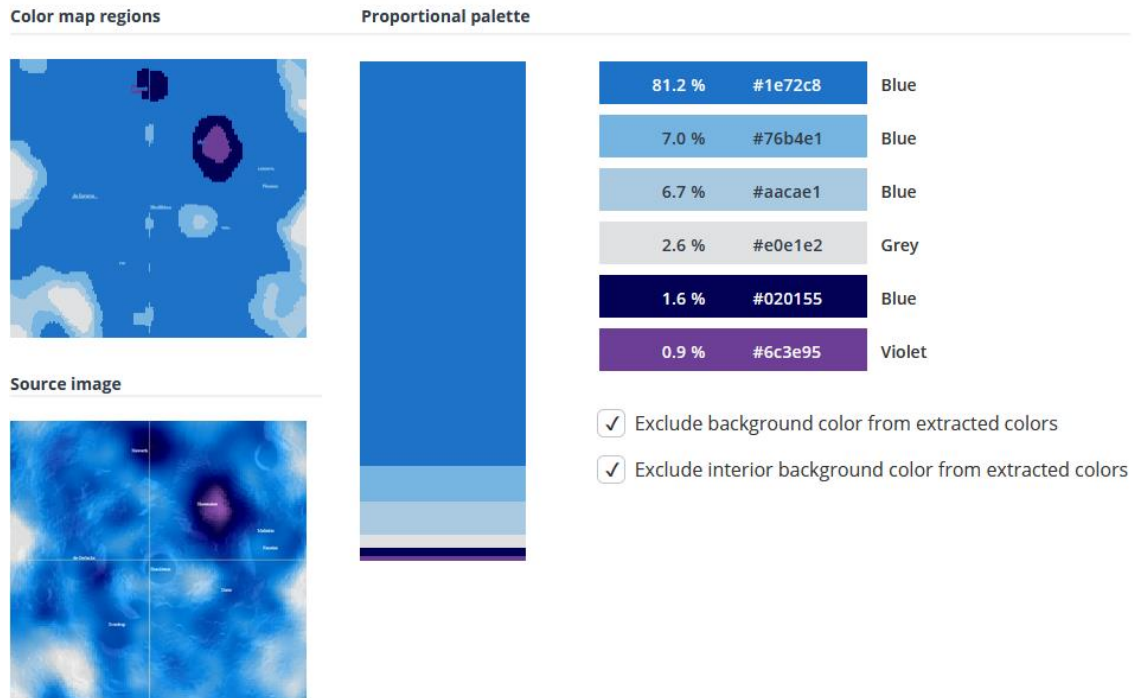 Color map regions
Proportional palette
81.2 % #1e72c8 Blue
7.0 % #76b4e1 Blue
6.7 % #aacae1 Blue
2.6 % #e0e1e2 Grey
1.6 % #020155 Blue
0.9 % #6c3e95 Violet
Source image
Exclude background color from extracted colors
Exclude interior background color from extracted colors